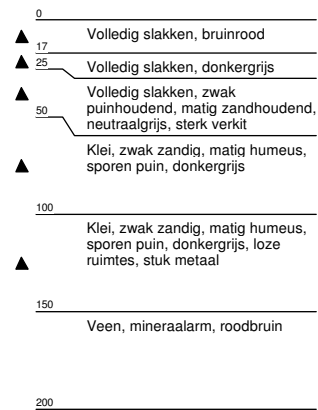 0
Volledig slakken, bruinrood
17
25
Volledig slakken, donkergrijs
Volledig slakken, zwak
puinhoudend, matig zandhoudend,
neutraalgrijs, sterk verkit
50
Klei, zwak zandig, matig humeus,
sporen puin, donkergrijs
100
Klei, zwak zandig, matig humeus,
sporen puin, donkergrijs, loze
ruimtes, stuk metaal
150
Veen, mineraalarm, roodbruin
200